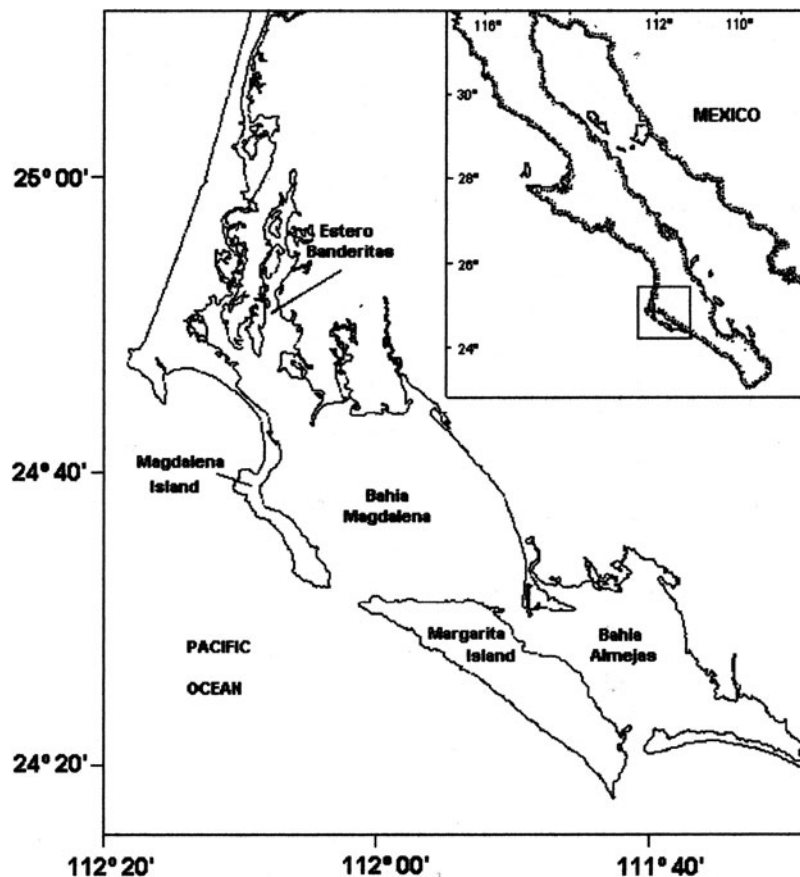 116°
112°
110°
30°
MEXICO
28°
26°
24°
25° 00'
Estero
Banderitas
24° 40'
Magdalena
Island
Bahia
Magdalena
Margarita
Island
Bahia
Almejas
PACIFIC
OCEAN
24° 20'
112° 20'
112° 00'
111° 40'